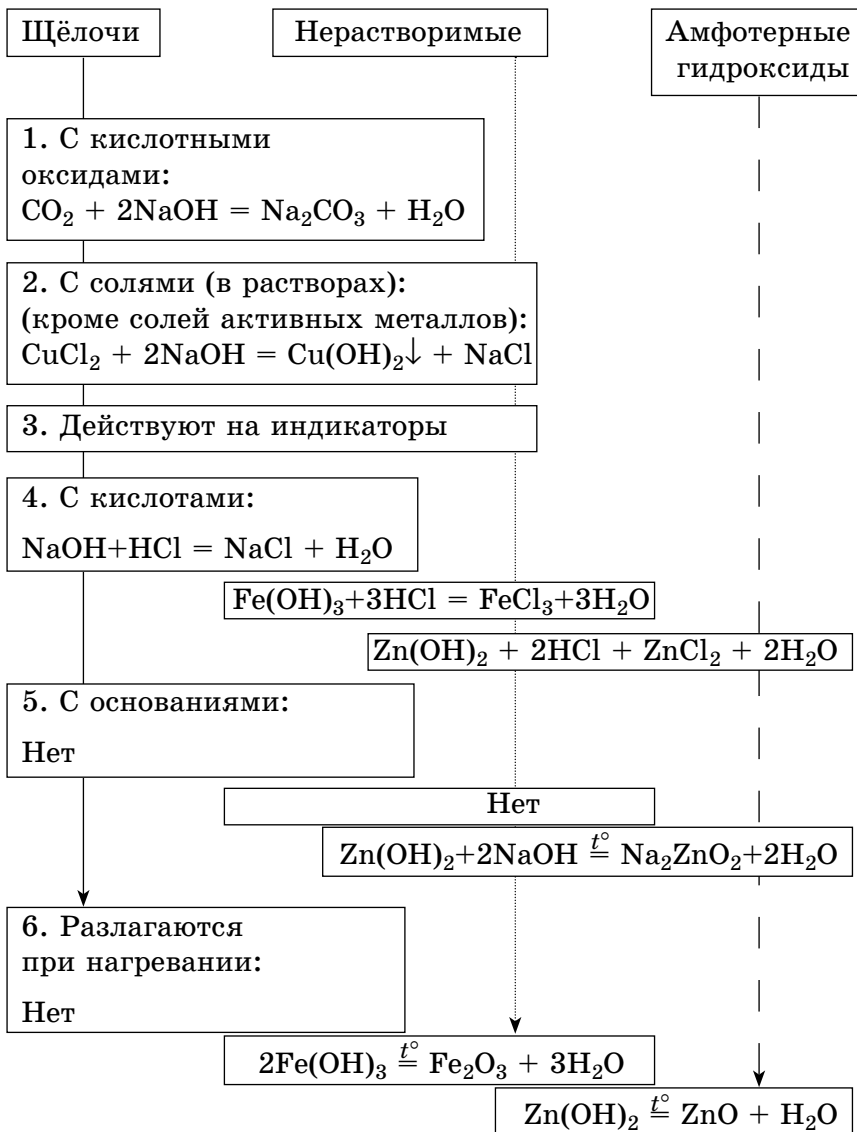 Щёлочи
Нерастворимые
Амфотерные
гидроксиды
1. С кислотными
оксидами:
CO₂ + 2NaOH = Na₂CO₃ + H₂O
2. С солями (в растворах):
(кроме солей активных металлов):
CuCl₂ + 2NaOH = Cu(OH)₂↓ + NaCl
3. Действуют на индикаторы
4. С кислотами:
NaOH+HCl = NaCl + H₂O
Fe(OH)₃+3HCl = FeCl₃+3H₂O
Zn(OH)₂ + 2HCl + ZnCl₂ + 2H₂O
5. С основаниями:
Нет
Нет
Zn(OH)₂+2NaOH t°= Na₂ZnO₂+2H₂O
6. Разлагаются
при нагревании:
Нет
2Fe(OH)₃ t°= Fe₂O₃ + 3H₂O
Zn(OH)₂ t°= ZnO + H₂O